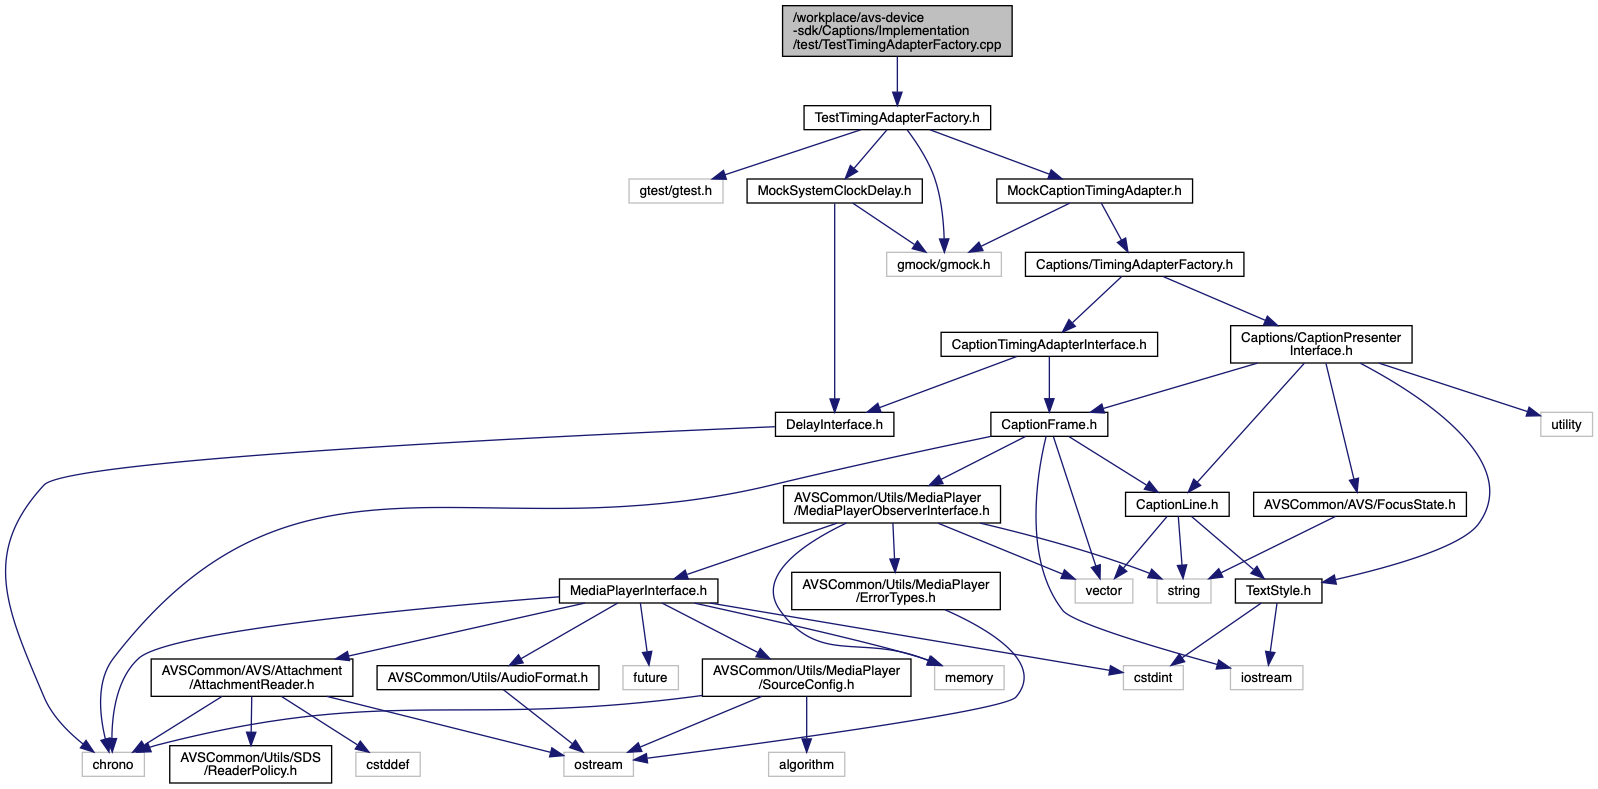 /workplace/avs-device
-sdk/Captions/Implementation
/test/TestTimingAdapterFactory.cpp
TestTimingAdapterFactory.h
gtest/gtest.h
MockSystemClockDelay.h
MockCaptionTimingAdapter.h
gmock/gmock.h
Captions/TimingAdapterFactory.h
CaptionTimingAdapterInterface.h
Captions/CaptionPresenter
Interface.h
DelayInterface.h
CaptionFrame.h
utility
AVSCommon/Utils/MediaPlayer
/MediaPlayerObserverInterface.h
CaptionLine.h
AVSCommon/AVS/FocusState.h
MediaPlayerInterface.h
AVSCommon/Utils/MediaPlayer
/ErrorTypes.h
vector
string
TextStyle.h
AVSCommon/AVS/Attachment
/AttachmentReader.h
AVSCommon/Utils/AudioFormat.h
future
AVSCommon/Utils/MediaPlayer
/SourceConfig.h
memory
cstdint
iostream
chrono
AVSCommon/Utils/SDS
/ReaderPolicy.h
cstddef
ostream
algorithm